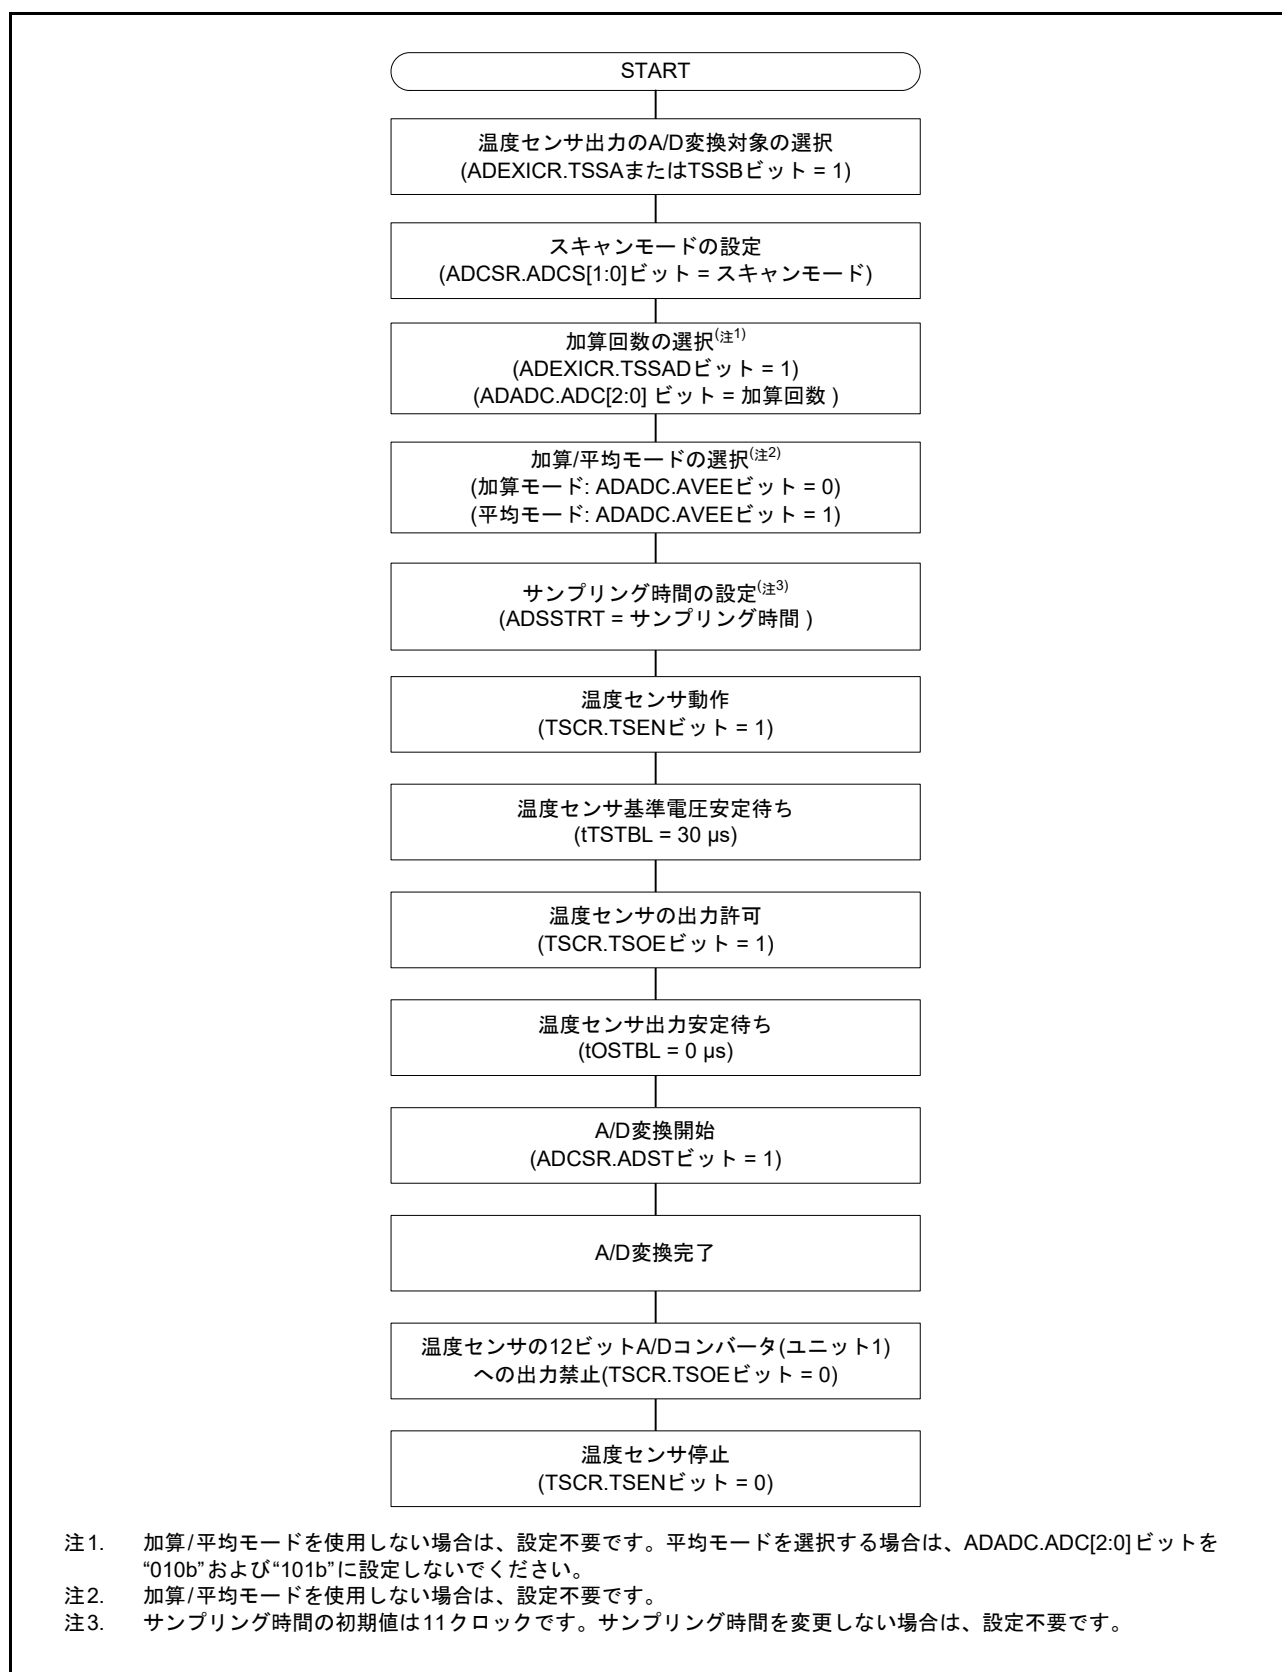 START
温度センサ出力のA/D変換対象の選択
(ADEXICR.TSSAまたはTSSBビット = 1)
スキャンモードの設定
(ADCSR.ADCS[1:0]ビット = スキャンモード)
加算回数の選択(注1)
(ADEXICR.TSSADビット = 1)
(ADADC.ADC[2:0] ビット = 加算回数 )
加算/平均モードの選択(注2)
(加算モード: ADADC.AVEEビット = 0)
(平均モード: ADADC.AVEEビット = 1)
サンプリング時間の設定(注3)
(ADSSTRT = サンプリング時間 )
温度センサ動作
(TSCR.TSENビット = 1)
温度センサ基準電圧安定待ち
(tTSTBL = 30 µs)
温度センサの出力許可
(TSCR.TSOEビット = 1)
温度センサ出力安定待ち
(tOSTBL = 0 µs)
A/D変換開始
(ADCSR.ADSTビット = 1)
A/D変換完了
温度センサの12ビットA/Dコンバータ(ユニット1)
への出力禁止(TSCR.TSOEビット = 0)
温度センサ停止
(TSCR.TSENビット = 0)
注1. 加算/平均モードを使用しない場合は、設定不要です。平均モードを選択する場合は、ADADC.ADC[2:0]ビットを
“010b”および“101b”に設定しないでください。
注2. 加算/平均モードを使用しない場合は、設定不要です。
注3. サンプリング時間の初期値は11クロックです。サンプリング時間を変更しない場合は、設定不要です。